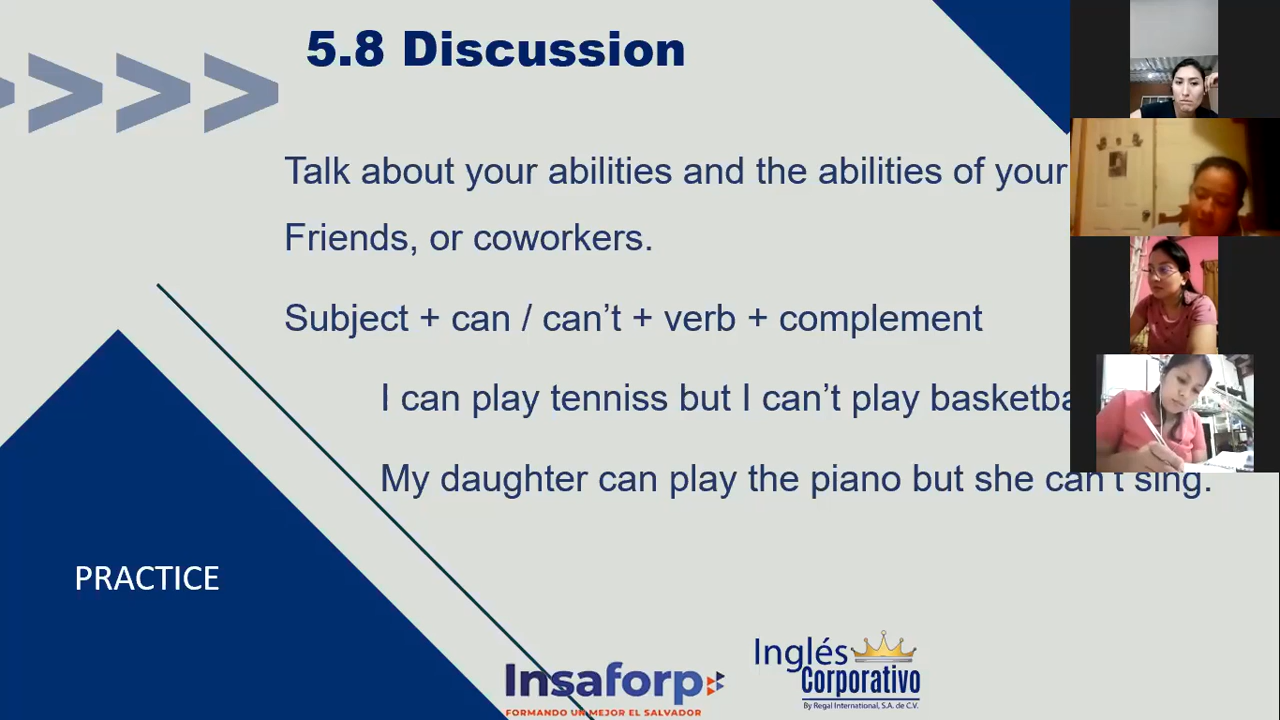 5.8 Discussion
Talk about your abilities and the abilities of your
Friends, or coworkers.
Subject + can / can’t + verb + complement
I can play tenniss but I can’t play
My daughter can play the piano but she can’t sing.
PRACTICE
Insaforp
FORMANDO UN MEJOR EL SALVADOR
Inglés
Corporativo
By Regal International, S.A. de C.V.